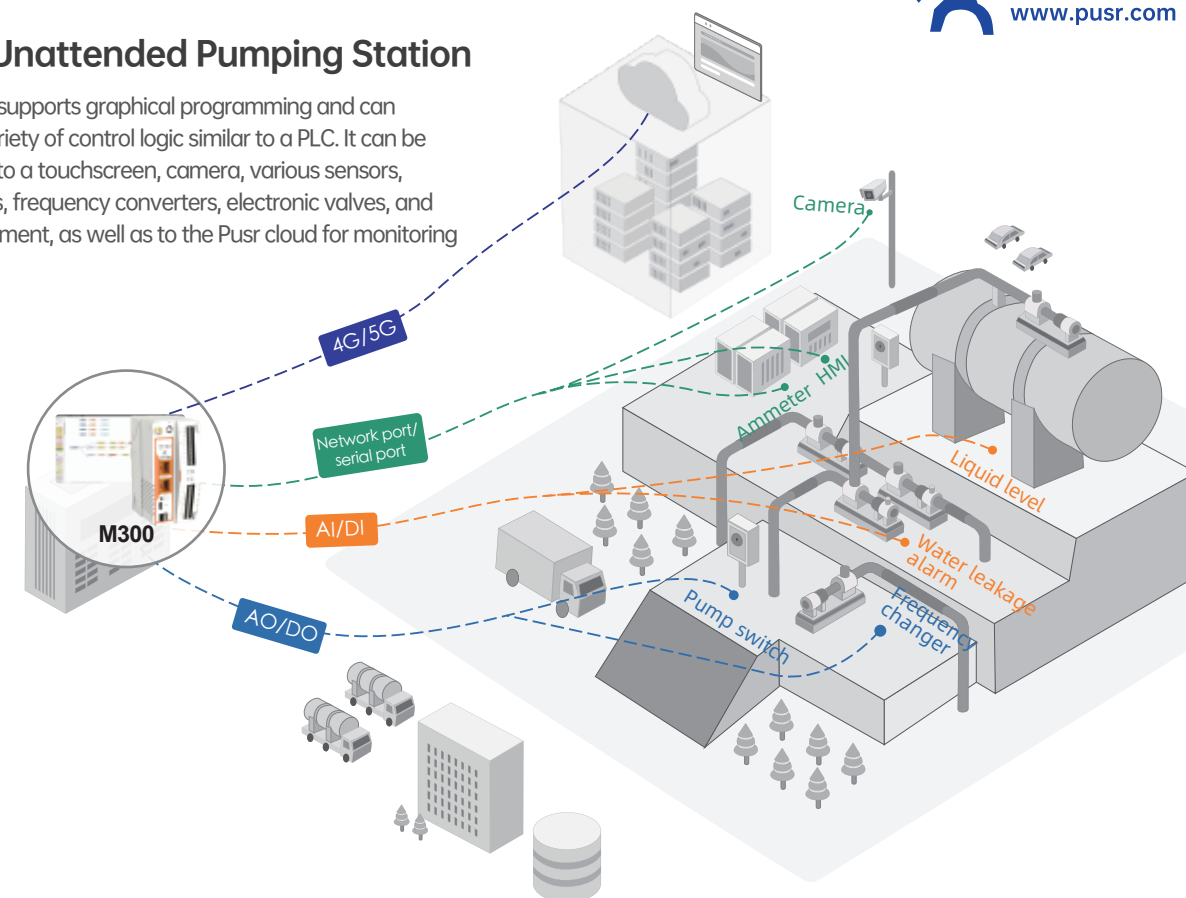 www.pusr.com
Unattended Pumping Station
supports graphical programming and can
riety of control logic similar to a PLC. It can be
to a touchscreen, camera, various sensors,
s, frequency converters, electronic valves, and
ment, as well as to the Pusr cloud for monitoring
Camera
4G/5G
HMI
Ammeter
Network port/
serial port
Liquid level
M300
AI/DI
Water leakage
alarm
AO/DO
Pump switch
Frequency
changer